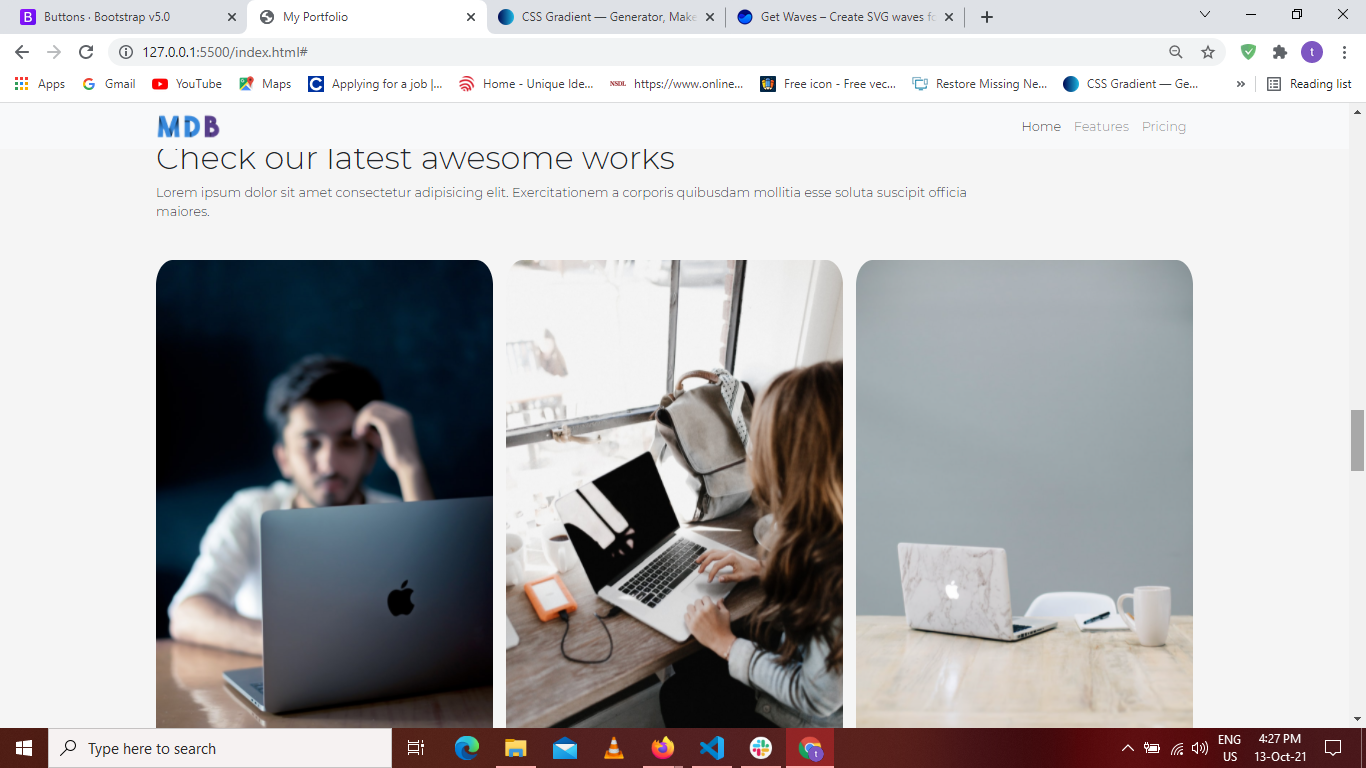 Buttons · Bootstrap v5.0
My Portfolio
CSS Gradient — Generator, Make
Get Waves – Create SVG waves fo
127.0.0.1:5500/index.html#
t
Apps
Gmail
YouTube
Maps
Applying for a job |...
Home - Unique Ide...
NSDL
https://www.online...
Free icon - Free vec...
Restore Missing Ne...
CSS Gradient — Ge...
»
Reading list
MDB
Home
Features
Pricing
Check our latest awesome works
Lorem ipsum dolor sit amet consectetur adipisicing elit. Exercitationem a corporis quibusdam mollitia esse soluta suscipit officia
maiores.
Type here to search
ENG
US
4:27 PM
13-Oct-21